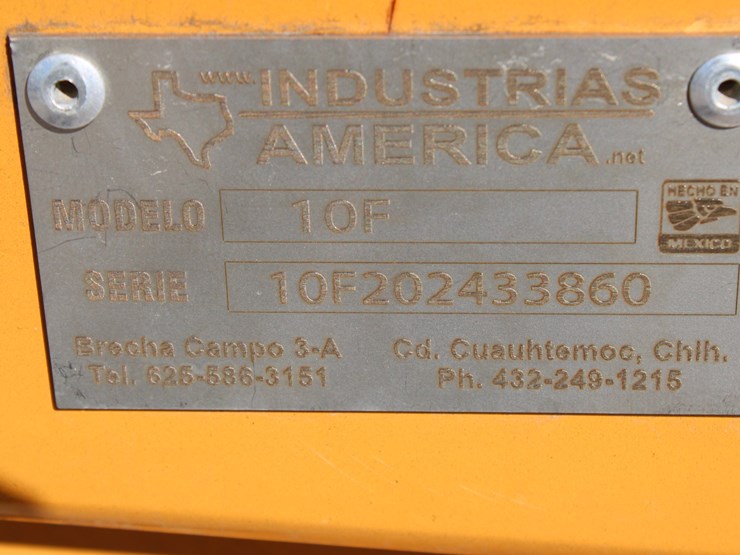 www. INDUSTRIAS
AMERICA.net
MODELO 10F
HECHO EN
MEXICO
SERIE 10F202433860
Brecha Campo 3-A Cd. Cuauhtemoc, Chih.
Tel. 625-586-3151 Ph. 432-249-1215